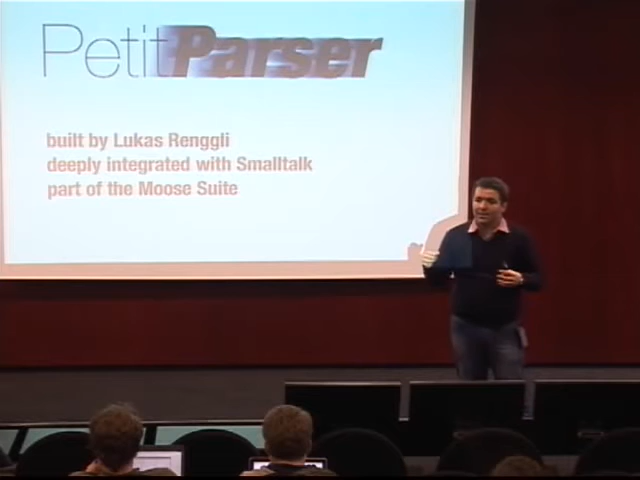 PetitParser
built by Lukas Renggli
deeply integrated with Smalltalk
part of the Moose Suite